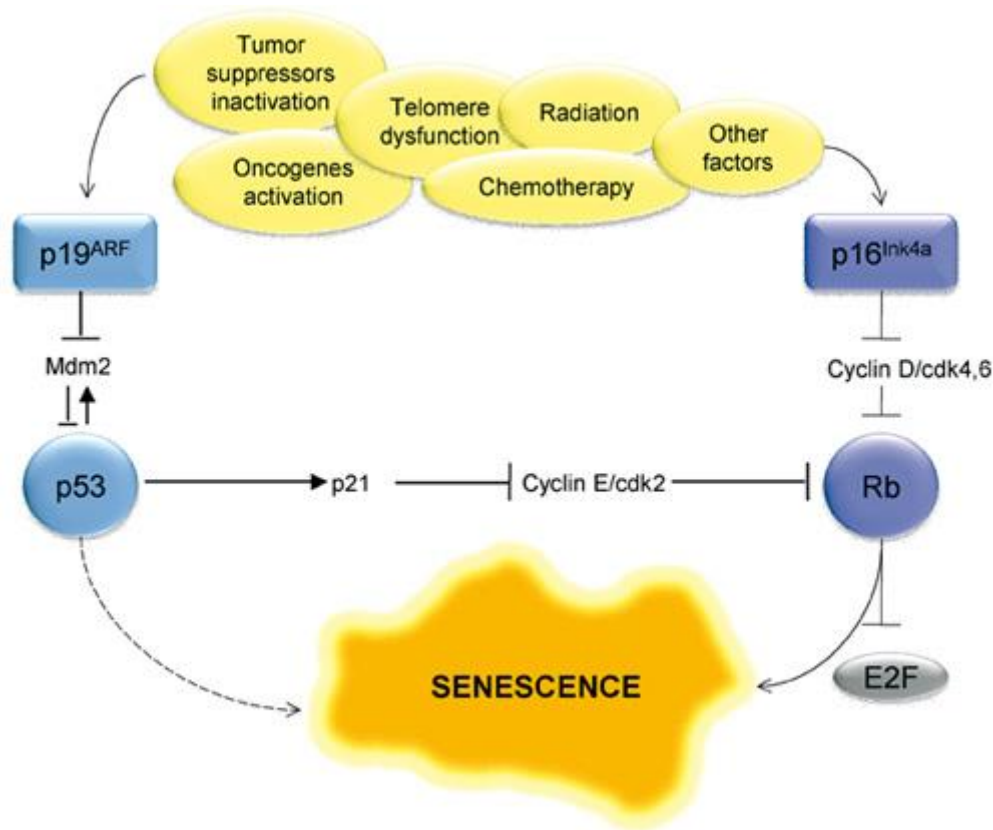 Tumor
suppressors
inactivation
Telomere
dysfunction
Radiation
Other
factors
Oncogenes
activation
Chemotherapy
p19ARF
p16Ink4a
Mdm2
Cyclin D/cdk4,6
p53
p21
Cyclin E/cdk2
Rb
SENESCENCE
E2F